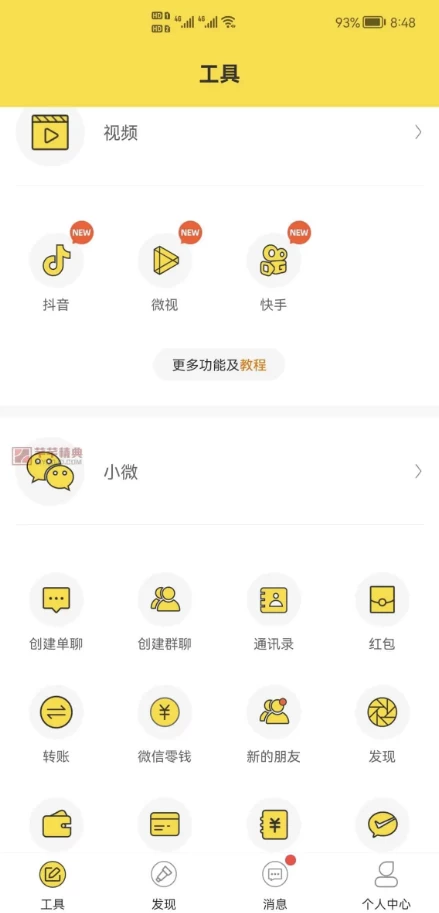 HD 1 4G 4G 93% 8:48
HD 2
工具
视频
NEW NEW NEW
抖音 微视 快手
更多功能及教程
小微
创建单聊 创建群聊 通讯录 红包
转账 微信零钱 新的朋友 发现
工具 发现 消息 个人中心